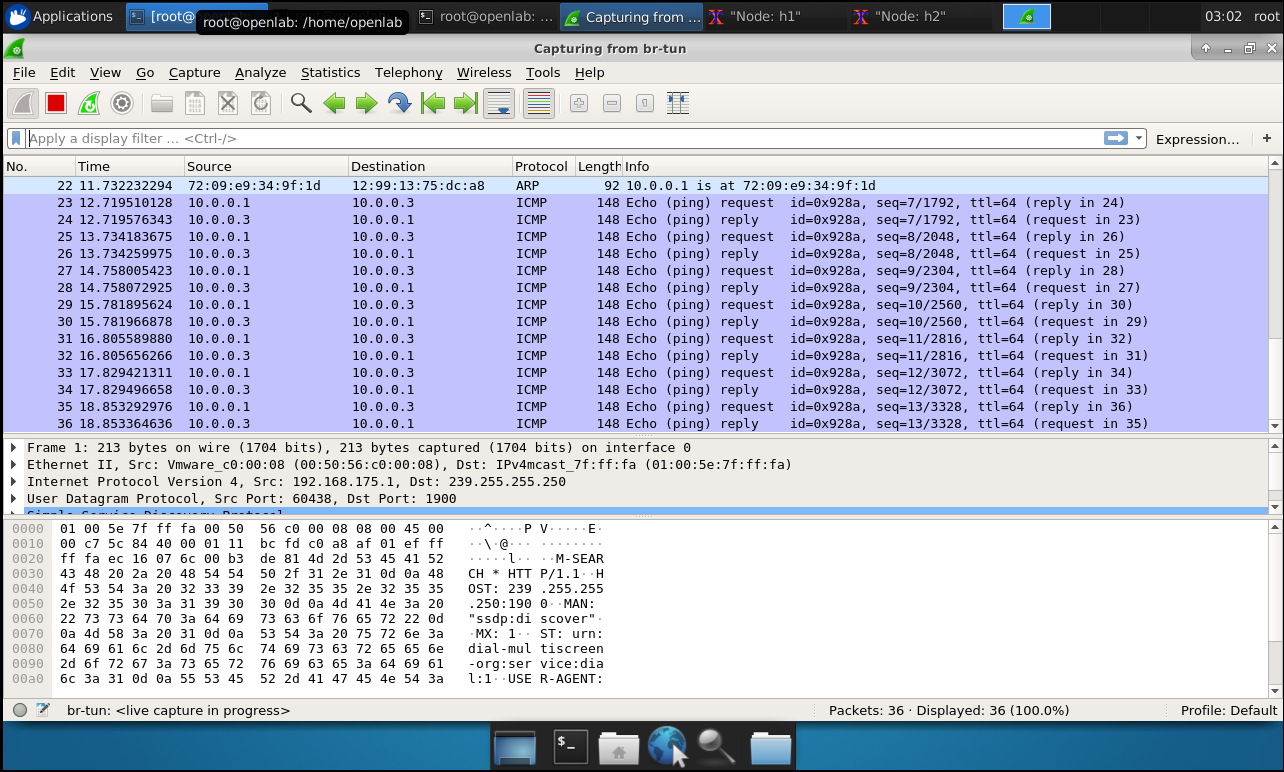 Applications
[root@
root@openlab: /home/openlab
root@openlab: ...
Capturing from ...
"Node: h1"
"Node: h2"
03:02 root
Capturing from br-tun
File Edit View Go Capture Analyze Statistics Telephony Wireless Tools Help
Apply a display filter ... <Ctrl-/> Expression... +
No. Time Source Destination Protocol Length Info
22 11.732232294 72:09:e9:34:9f:1d 12:99:13:75:dc:a8 ARP 92 10.0.0.1 is at 72:09:e9:34:9f:1d
23 12.719510128 10.0.0.1 10.0.0.3 ICMP 148 Echo (ping) request id=0x928a, seq=7/1792, ttl=64 (reply in 24)
24 12.719576343 10.0.0.3 10.0.0.1 ICMP 148 Echo (ping) reply id=0x928a, seq=7/1792, ttl=64 (request in 23)
25 13.734183675 10.0.0.1 10.0.0.3 ICMP 148 Echo (ping) request id=0x928a, seq=8/2048, ttl=64 (reply in 26)
26 13.734259975 10.0.0.3 10.0.0.1 ICMP 148 Echo (ping) reply id=0x928a, seq=8/2048, ttl=64 (request in 25)
27 14.758005423 10.0.0.1 10.0.0.3 ICMP 148 Echo (ping) request id=0x928a, seq=9/2304, ttl=64 (reply in 28)
28 14.758072925 10.0.0.3 10.0.0.1 ICMP 148 Echo (ping) reply id=0x928a, seq=9/2304, ttl=64 (request in 27)
29 15.781895624 10.0.0.1 10.0.0.3 ICMP 148 Echo (ping) request id=0x928a, seq=10/2560, ttl=64 (reply in 30)
30 15.781966878 10.0.0.3 10.0.0.1 ICMP 148 Echo (ping) reply id=0x928a, seq=10/2560, ttl=64 (request in 29)
31 16.805589880 10.0.0.1 10.0.0.3 ICMP 148 Echo (ping) request id=0x928a, seq=11/2816, ttl=64 (reply in 32)
32 16.805656266 10.0.0.3 10.0.0.1 ICMP 148 Echo (ping) reply id=0x928a, seq=11/2816, ttl=64 (request in 31)
33 17.829421311 10.0.0.1 10.0.0.3 ICMP 148 Echo (ping) request id=0x928a, seq=12/3072, ttl=64 (reply in 34)
34 17.829496658 10.0.0.3 10.0.0.1 ICMP 148 Echo (ping) reply id=0x928a, seq=12/3072, ttl=64 (request in 33)
35 18.853292976 10.0.0.1 10.0.0.3 ICMP 148 Echo (ping) request id=0x928a, seq=13/3328, ttl=64 (reply in 36)
36 18.853364636 10.0.0.3 10.0.0.1 ICMP 148 Echo (ping) reply id=0x928a, seq=13/3328, ttl=64 (request in 35)
Frame 1: 213 bytes on wire (1704 bits), 213 bytes captured (1704 bits) on interface 0
Ethernet II, Src: Vmware_c0:00:08 (00:50:56:c0:00:08), Dst: IPv4mcast_7f:ff:fa (01:00:5e:7f:ff:fa)
Internet Protocol Version 4, Src: 192.168.175.1, Dst: 239.255.255.250
User Datagram Protocol, Src Port: 60438, Dst Port: 1900
Simple Service Discovery Protocol
0000 01 00 5e 7f ff fa 00 50 56 c0 00 08 08 00 45 00 ··^····P V·····E·
0010 00 c7 5c 84 40 00 01 11 bc fd c0 a8 af 01 ef ff ··\·@··· ········
0020 ff fa ec 16 07 6c 00 b3 de 81 4d 2d 53 45 41 52 ·····l·· ··M-SEAR
0030 43 48 20 2a 20 48 54 54 50 2f 31 2e 31 0d 0a 48 CH * HTT P/1.1··H
0040 4f 53 54 3a 20 32 33 39 2e 32 35 35 2e 32 35 35 OST: 239 .255.255
0050 2e 32 35 30 3a 31 39 30 30 0d 0a 4d 41 4e 3a 20 .250:190 0··MAN:
0060 22 73 73 64 70 3a 64 69 73 63 6f 76 65 72 22 0d "ssdp:di scover"·
0070 0a 4d 58 3a 20 31 0d 0a 53 54 3a 20 75 72 6e 3a ·MX: 1·· ST: urn:
0080 64 69 61 6c 2d 6d 75 6c 74 69 73 63 72 65 65 6e dial-mul tiscreen
0090 2d 6f 72 67 3a 73 65 72 76 69 63 65 3a 64 69 61 -org:ser vice:dia
00a0 6c 3a 31 0d 0a 55 53 45 52 2d 41 47 45 4e 54 3a l:1··USE R-AGENT:
br-tun: <live capture in progress> Packets: 36 · Displayed: 36 (100.0%) Profile: Default